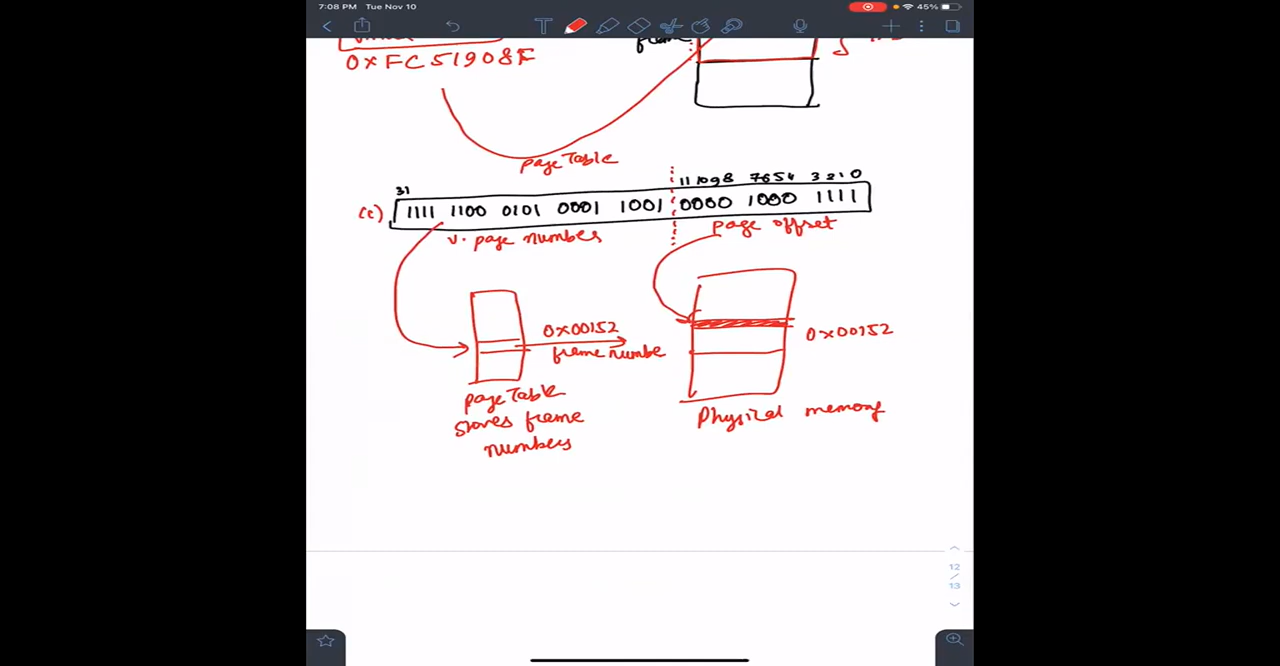 7:08 PM Tue Nov 10
45%
T
frame
0xFC51908F
page Table
31
11 10 9 8 7 6 5 4 3 2 1 0
(c) 1111 1100 0101 0001 1001 0000 1000 1111
v. page numbers
page offset
0x00152
frame numbe
0x00152
page Table
stores frame
numbers
Physical memory
12
/
13